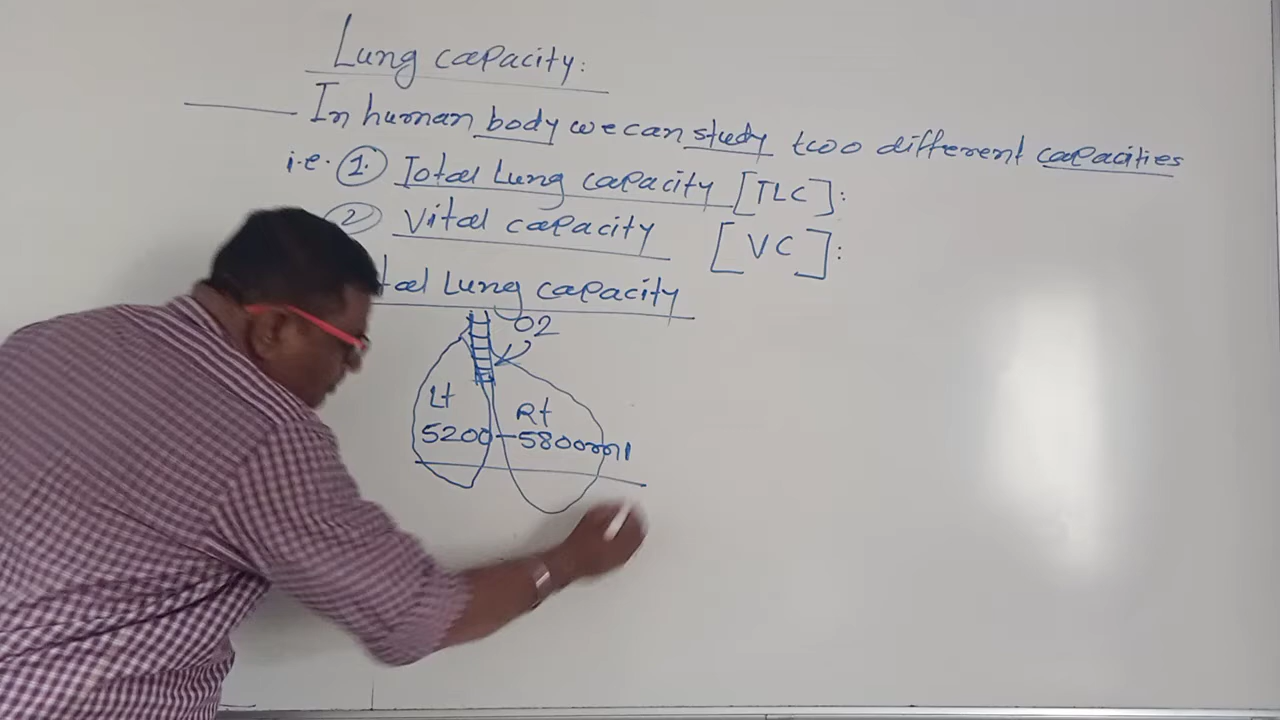 Lung capacity:
In human body we can study two different capacities
i.e. 1. Total Lung capacity [TLC]:
2 Vital capacity [VC]:
Lung capacity
O2
Lt
Rt
5200-5800ml